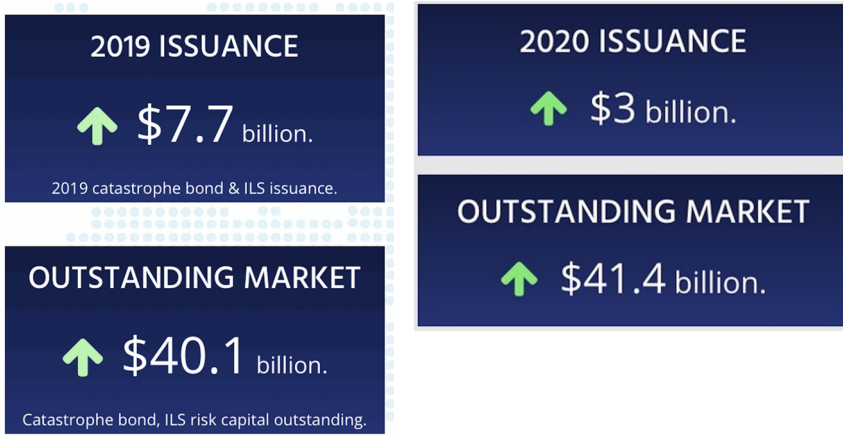 2019 ISSUANCE
$7.7 billion.
2019 catastrophe bond & ILS issuance.
OUTSTANDING MARKET
$40.1 billion.
Catastrophe bond, ILS risk capital outstanding.
2020 ISSUANCE
$3 billion.
OUTSTANDING MARKET
$41.4 billion.